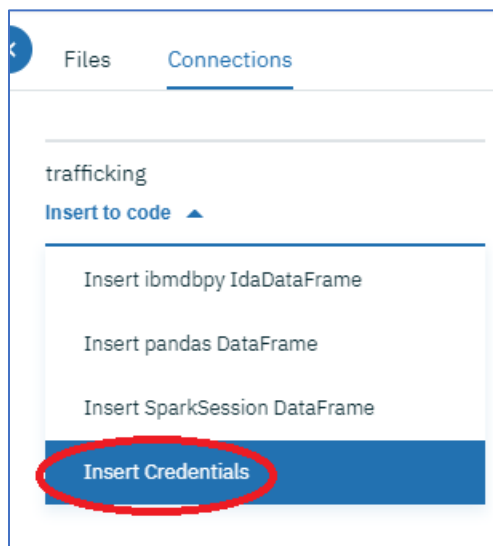 Files Connections
trafficking
Insert to code
Insert ibmdbpy IdaDataFrame
Insert pandas DataFrame
Insert SparkSession DataFrame
Insert Credentials